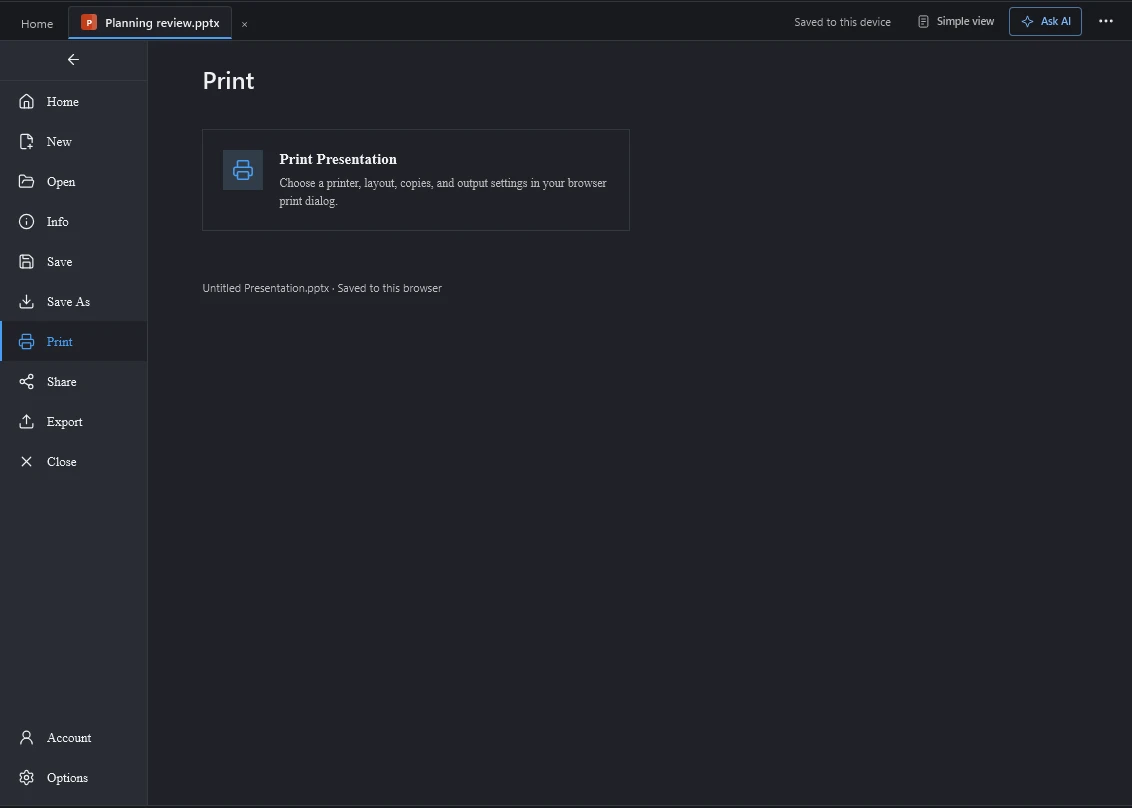 Home
P
Planning review.pptx
×
Saved to this device
Simple view
Ask AI
Home
New
Open
Info
Save
Save As
Print
Share
Export
Close
Account
Options
Print
Print Presentation
Choose a printer, layout, copies, and output settings in your browser
print dialog.
Untitled Presentation.pptx · Saved to this browser